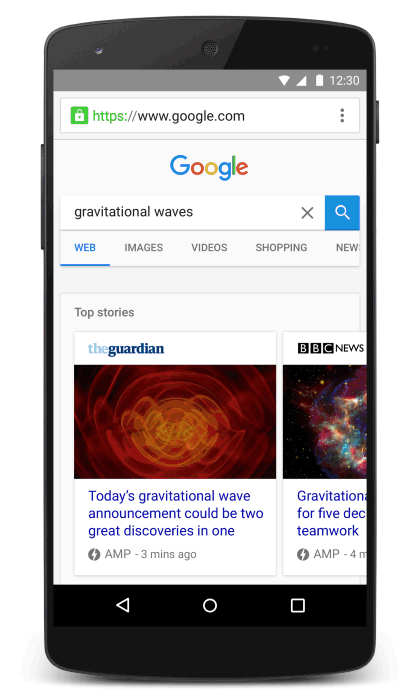 12:30
https://www.google.com
Google
gravitational waves
WEB IMAGES VIDEOS SHOPPING NEWS
Top stories
theguardian
BBC NEWS
Today's gravitational wave
announcement could be two
great discoveries in one
AMP - 3 mins ago
Gravitationa
for five dec
teamwork
AMP - 4 m